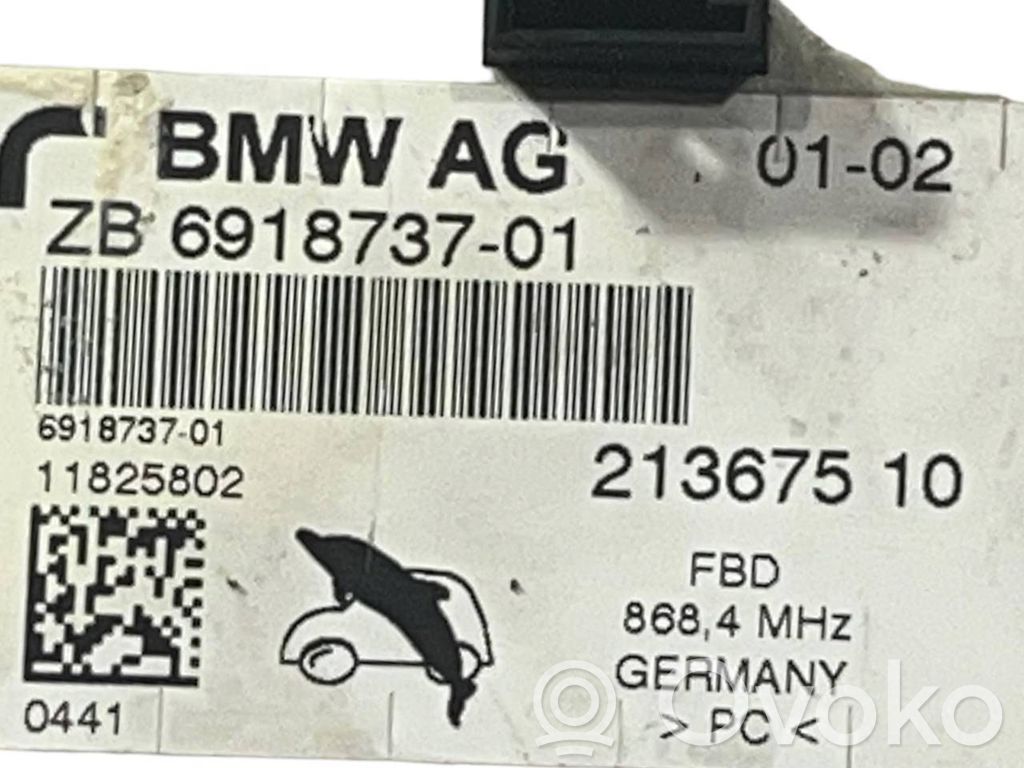 BMW AG 01-02
ZB 6918737-01
6918737-01
11825802
213675 10
FBD
868,4 MHz
GERMANY
0441
> PC <
Ovoko